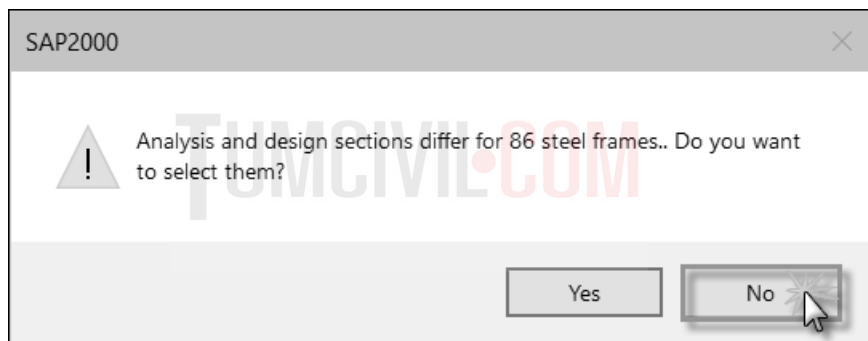 SAP2000
TUMCIVIL.COM
Analysis and design sections differ for 86 steel frames.. Do you want
to select them?
Yes
No